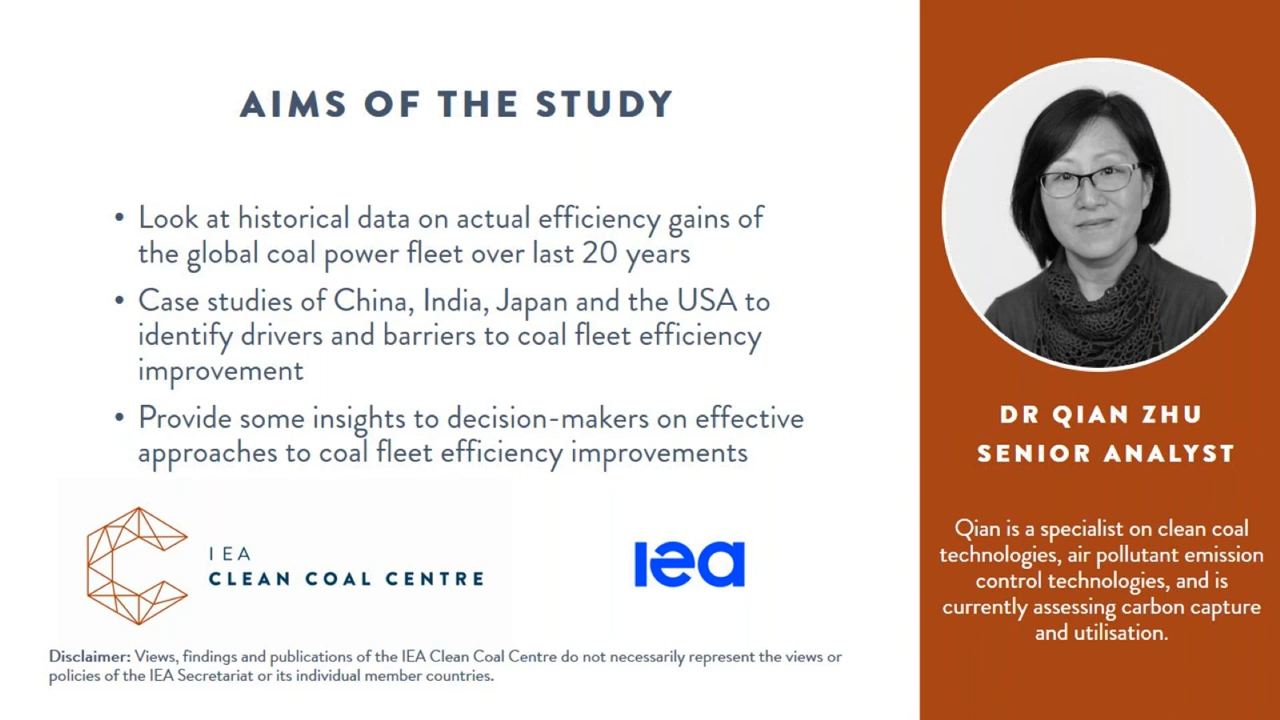 AIMS OF THE STUDY
• Look at historical data on actual efficiency gains of
the global coal power fleet over last 20 years
• Case studies of China, India, Japan and the USA to
identify drivers and barriers to coal fleet efficiency
improvement
• Provide some insights to decision-makers on effective
approaches to coal fleet efficiency improvements
IEA
CLEAN COAL CENTRE
iea
Disclaimer: Views, findings and publications of the IEA Clean Coal Centre do not necessarily represent the views or
policies of the IEA Secretariat or its individual member countries.
DR QIAN ZHU
SENIOR ANALYST
Qian is a specialist on clean coal
technologies, air pollutant emission
control technologies, and is
currently assessing carbon capture
and utilisation.